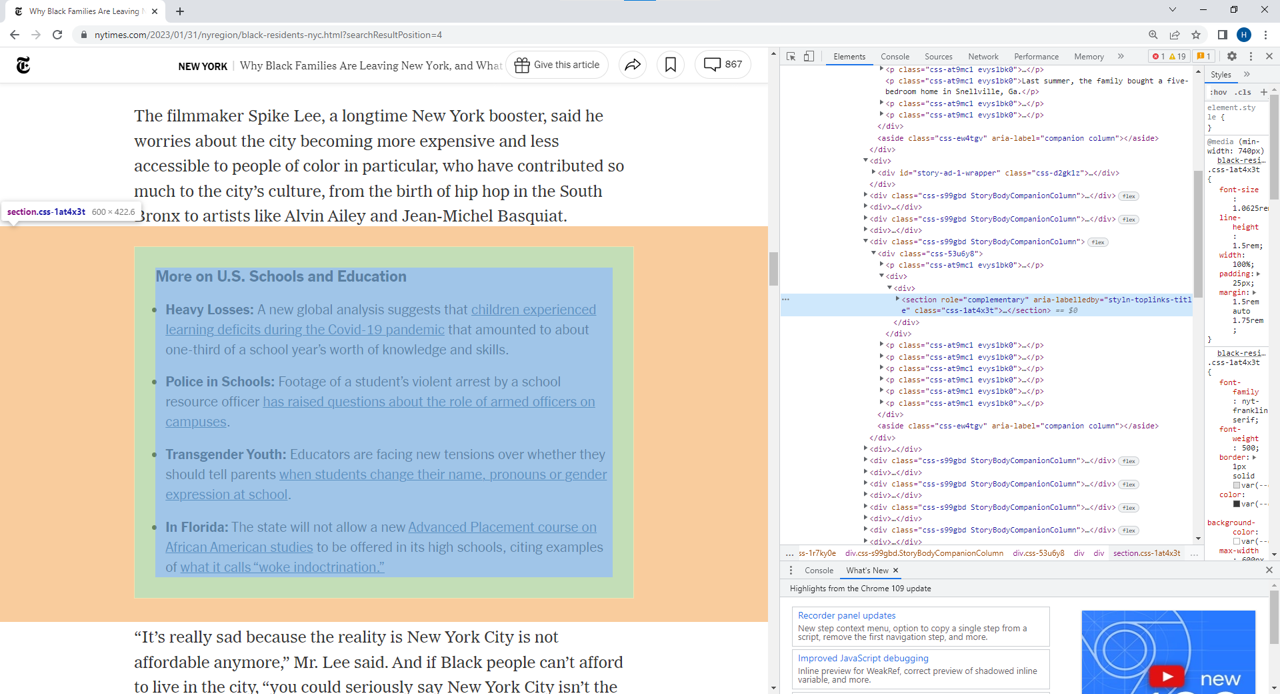 Why Black Families Are Leaving
nytimes.com/2023/01/31/nyregion/black-residents-nyc.html?searchResultPosition=4
H
NEW YORK
Why Black Families Are Leaving New York, and What
Give this article
867
The filmmaker Spike Lee, a longtime New York booster, said he
worries about the city becoming more expensive and less
accessible to people of color in particular, who have contributed so
much to the city’s culture, from the birth of hip hop in the South
Bronx to artists like Alvin Ailey and Jean-Michel Basquiat.
section.css-1at4x3t 600 × 422.6
More on U.S. Schools and Education
• Heavy Losses: A new global analysis suggests that children experienced
learning deficits during the Covid-19 pandemic that amounted to about
one-third of a school year’s worth of knowledge and skills.
• Police in Schools: Footage of a student’s violent arrest by a school
resource officer has raised questions about the role of armed officers on
campuses.
• Transgender Youth: Educators are facing new tensions over whether they
should tell parents when students change their name, pronouns or gender
expression at school.
• In Florida: The state will not allow a new Advanced Placement course on
African American studies to be offered in its high schools, citing examples
of what it calls “woke indoctrination.”
“It’s really sad because the reality is New York City is not
affordable anymore,” Mr. Lee said. And if Black people can’t afford
to live in the city, “you could seriously say New York City isn’t the
Elements Console Sources Network Performance Memory » 1 19 1
<p class="css-at9mc1 evys1bk0">…</p>
<p class="css-at9mc1 evys1bk0">Last summer, the family bought a five-
bedroom home in Snellville, Ga.</p>
<p class="css-at9mc1 evys1bk0">…</p>
<p class="css-at9mc1 evys1bk0">…</p>
</div>
<aside class="css-ew4tgv" aria-label="companion column"></aside>
</div>
<div>
<div id="story-ad-1-wrapper" class="css-d2gk1z">…</div>
</div>
<div class="css-s99gbd StoryBodyCompanionColumn">…</div> flex
<div>…</div>
<div class="css-s99gbd StoryBodyCompanionColumn">…</div> flex
<div>…</div>
<div class="css-s99gbd StoryBodyCompanionColumn"> flex
<div class="css-53u6y8">
<p class="css-at9mc1 evys1bk0">…</p>
<div>
<div>
… <section role="complementary" aria-labelledby="styln-toplinks-titl
e" class="css-1at4x3t">…</section> == $0
</div>
</div>
<p class="css-at9mc1 evys1bk0">…</p>
<p class="css-at9mc1 evys1bk0">…</p>
<p class="css-at9mc1 evys1bk0">…</p>
<p class="css-at9mc1 evys1bk0">…</p>
<p class="css-at9mc1 evys1bk0">…</p>
<p class="css-at9mc1 evys1bk0">…</p>
</div>
<aside class="css-ew4tgv" aria-label="companion column"></aside>
</div>
<div>…</div>
<div class="css-s99gbd StoryBodyCompanionColumn">…</div> flex
<div>…</div>
<div class="css-s99gbd StoryBodyCompanionColumn">…</div> flex
<div>…</div>
<div class="css-s99gbd StoryBodyCompanionColumn">…</div> flex
<div>…</div>
<div class="css-s99gbd StoryBodyCompanionColumn">…</div> flex
<div>…</div>
… ss-1r7ky0e div.css-s99gbd.StoryBodyCompanionColumn div.css-53u6y8 div div section.css-1at4x3t …
Styles »
:hov .cls +
element.sty
le {
}
@media (min-
width: 740px)
black-resi…
.css-1at4x3t
{
font-size
:
1.0625re
line-
height
:
1.5rem;
width:
100%;
padding:
25px;
margin:
1.5rem
auto
1.75rem
;
}
black-resi…
.css-1at4x3t
{
font-
family
: nyt-
franklin
serif;
font-
weight
: 500;
border:
1px
solid
var(--
color:
var(--
background-
color:
var(--
max-width
: 600px
Console What's New ×
Highlights from the Chrome 109 update
Recorder panel updates
New step context menu, option to copy a single step from a
script, remove the first navigation step, and more.
Improved JavaScript debugging
Inline preview for WeakRef, correct preview of shadowed inline
variable, and more.
new